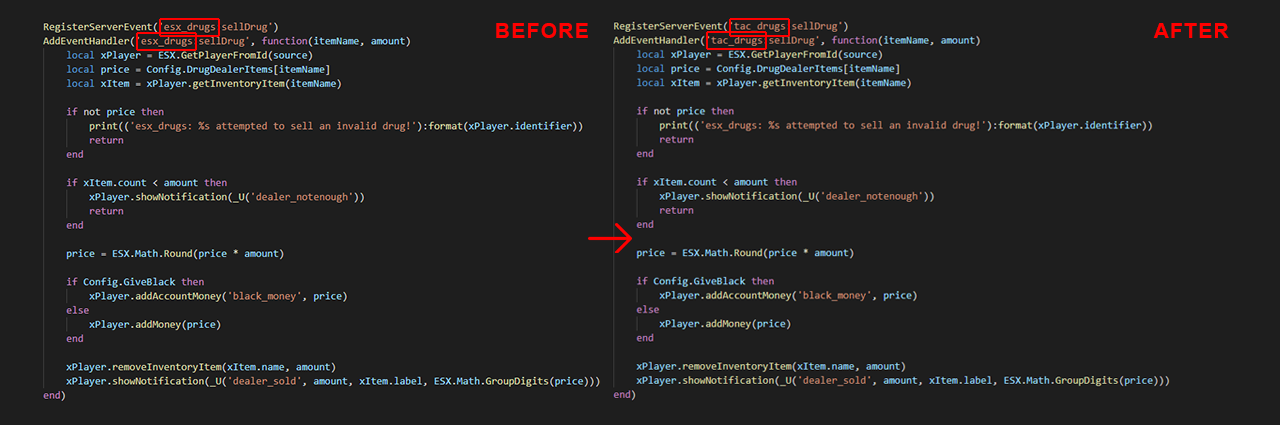 BEFORE
RegisterServerEvent('esx_drugs sellDrug')
AddEventHandler('esx_drugs sellDrug', function(itemName, amount)
local xPlayer = ESX.GetPlayerFromId(source)
local price = Config.DrugDealerItems[itemName]
local xItem = xPlayer.getInventoryItem(itemName)
if not price then
print(('esx_drugs: %s attempted to sell an invalid drug!'):format(xPlayer.identifier))
return
end
if xItem.count < amount then
xPlayer.showNotification(_U('dealer_notenough'))
return
end
price = ESX.Math.Round(price * amount)
if Config.GiveBlack then
xPlayer.addAccountMoney('black_money', price)
else
xPlayer.addMoney(price)
end
xPlayer.removeInventoryItem(xItem.name, amount)
xPlayer.showNotification(_U('dealer_sold', amount, xItem.label, ESX.Math.GroupDigits(price)))
end)
AFTER
RegisterServerEvent('tac_drugs sellDrug')
AddEventHandler('tac_drugs sellDrug', function(itemName, amount)
local xPlayer = ESX.GetPlayerFromId(source)
local price = Config.DrugDealerItems[itemName]
local xItem = xPlayer.getInventoryItem(itemName)
if not price then
print(('esx_drugs: %s attempted to sell an invalid drug!'):format(xPlayer.identifier))
return
end
if xItem.count < amount then
xPlayer.showNotification(_U('dealer_notenough'))
return
end
price = ESX.Math.Round(price * amount)
if Config.GiveBlack then
xPlayer.addAccountMoney('black_money', price)
else
xPlayer.addMoney(price)
end
xPlayer.removeInventoryItem(xItem.name, amount)
xPlayer.showNotification(_U('dealer_sold', amount, xItem.label, ESX.Math.GroupDigits(price)))
end)